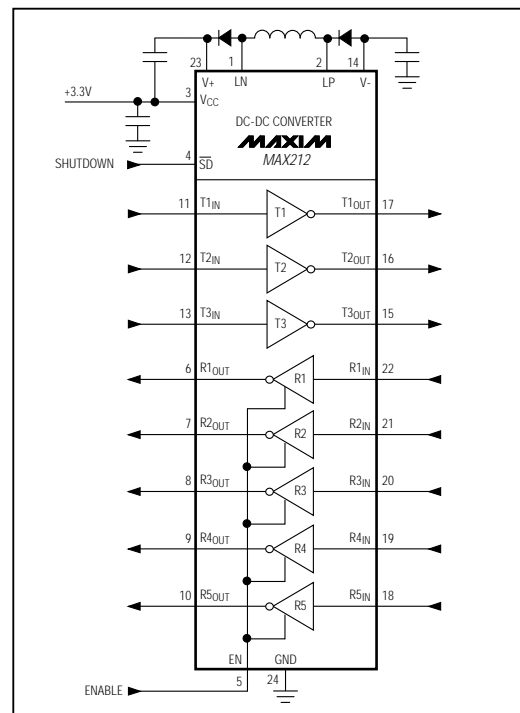 23 1 2 14
V+ LN LP V-
+3.3V 3 VCC
DC-DC CONVERTER
MAXIM
MAX212
SHUTDOWN 4 SD
11 T1IN T1 T1OUT 17
12 T2IN T2 T2OUT 16
13 T3IN T3 T3OUT 15
6 R1OUT R1 R1IN 22
7 R2OUT R2 R2IN 21
8 R3OUT R3 R3IN 20
9 R4OUT R4 R4IN 19
10 R5OUT R5 R5IN 18
EN GND
ENABLE 5 24